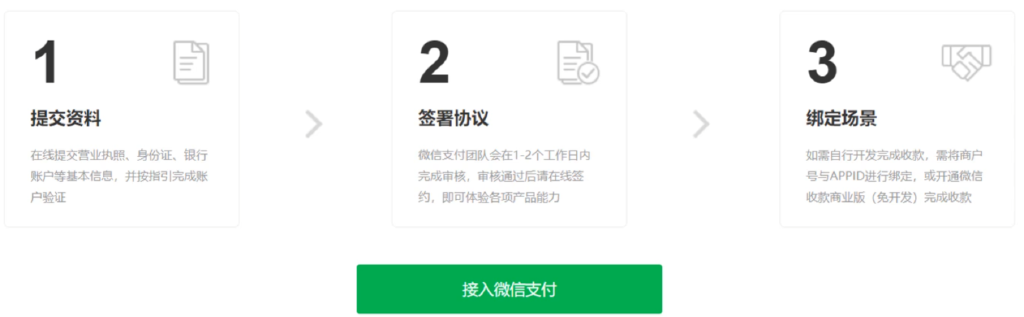 1
提交资料
在线提交营业执照、身份证、银行
账户等基本信息，并按指引完成账
户验证
2
签署协议
微信支付团队会在1-2个工作日内
完成审核，审核通过后请在线签
约，即可体验各项产品能力
3
绑定场景
如需自行开发完成收款，需将商户
号与APPID进行绑定，或开通微信
收款商业版（免开发）完成收款
接入微信支付